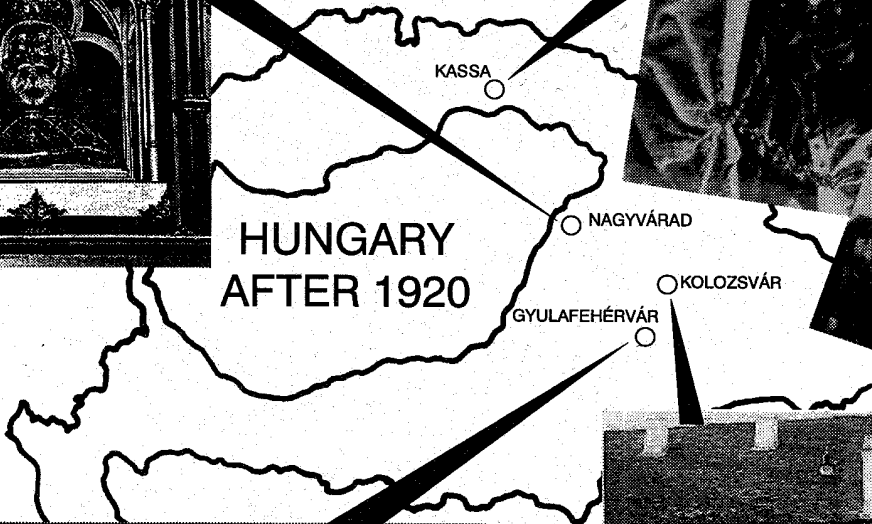 KASSA
NAGYVÁRAD
HUNGARY
AFTER 1920
KOLOZSVÁR
GYULAFEHÉRVÁR